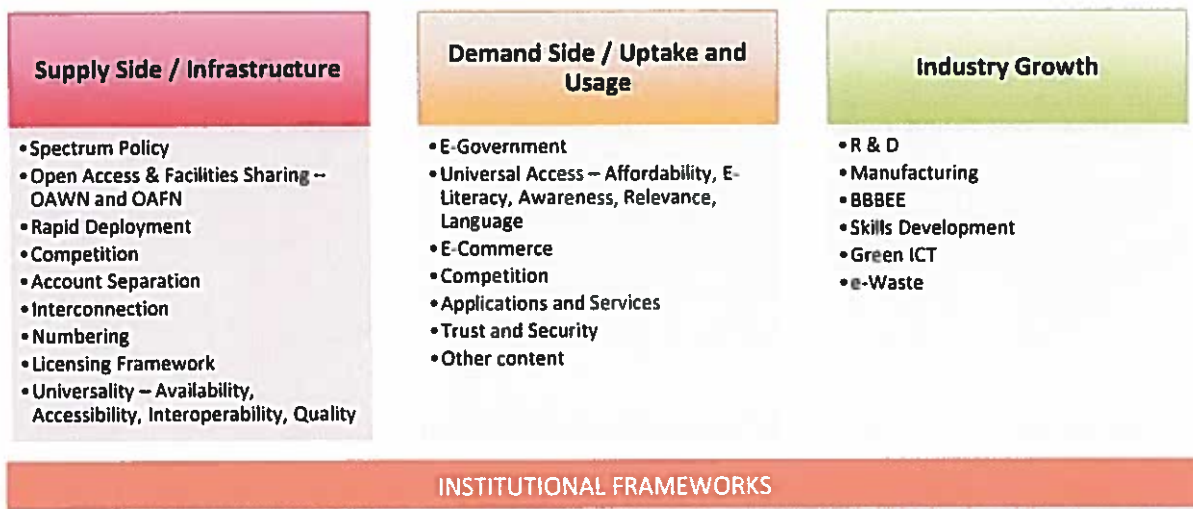 Supply Side / Infrastructure
•Spectrum Policy
•Open Access & Facilities Sharing –
OAWN and OAFN
•Rapid Deployment
•Competition
•Account Separation
•Interconnection
•Numbering
•Licensing Framework
•Universality – Availability,
Accessibility, Interoperability, Quality
Demand Side / Uptake and
Usage
•E-Government
•Universal Access – Affordability, E-
Literacy, Awareness, Relevance,
Language
•E-Commerce
•Competition
•Applications and Services
•Trust and Security
•Other content
Industry Growth
•R & D
•Manufacturing
•BBBEE
•Skills Development
•Green ICT
•e-Waste
INSTITUTIONAL FRAMEWORKS